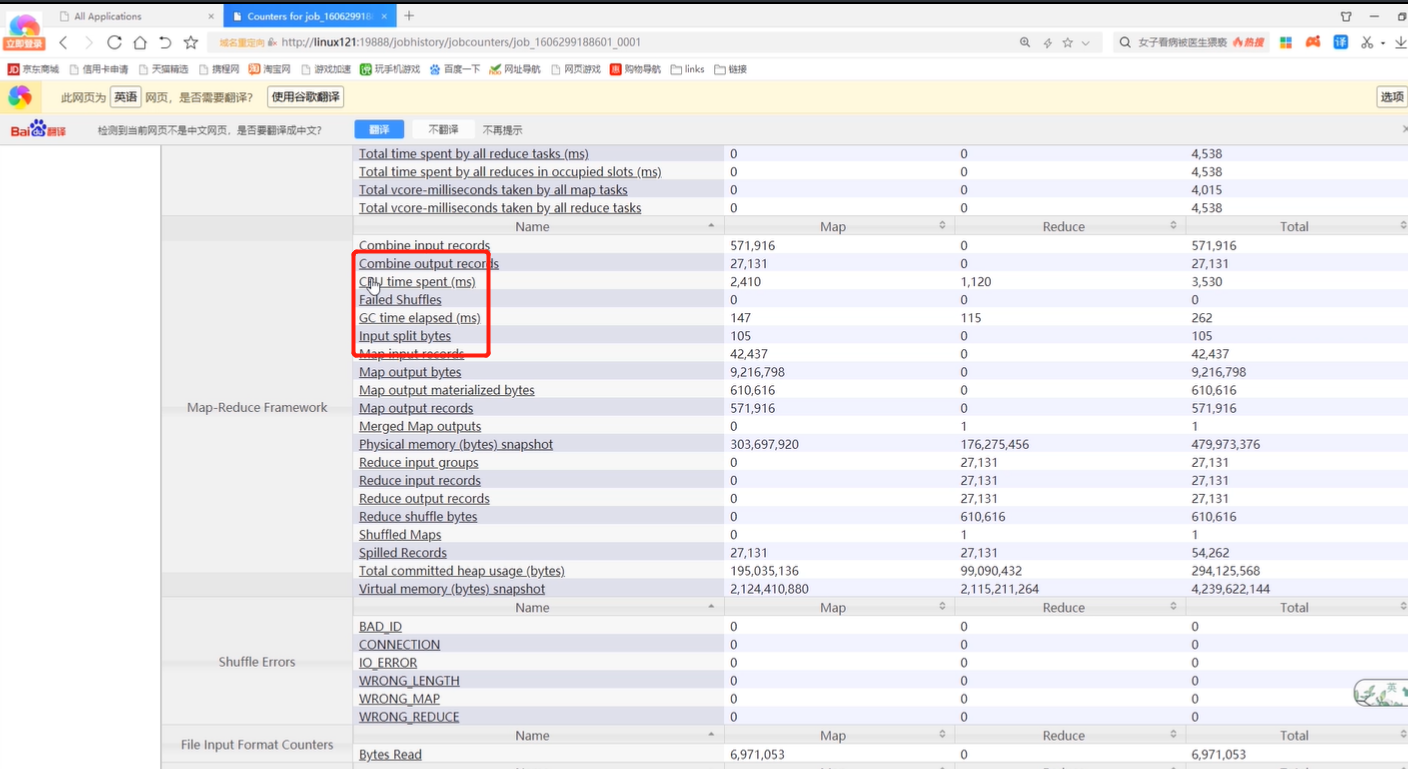 All Applications × Counters for job_16062991880 × +
立即登录 域名重定向 http://linux121:19888/jobhistory/jobcounters/job_1606299188601_0001 女子看病被医生猥亵 热搜 译
JD 京东商城 信用卡申请 天猫精选 携程网 淘宝网 游戏加速 玩手机游戏 百度一下 网址导航 网页游戏 购物导航 links 链接
此网页为 英语 网页，是否需要翻译？ 使用谷歌翻译 选项
Bai翻译 检测到当前网页不是中文网页，是否要翻译成中文？ 翻译 不翻译 不再提示 ×
Total time spent by all reduce tasks (ms) 0 0 4,538
Total time spent by all reduces in occupied slots (ms) 0 0 4,538
Total vcore-milliseconds taken by all map tasks 0 0 4,015
Total vcore-milliseconds taken by all reduce tasks 0 0 4,538
Name Map Reduce Total
Combine input records 571,916 0 571,916
Combine output records 27,131 0 27,131
CPU time spent (ms) 2,410 1,120 3,530
Failed Shuffles 0 0 0
GC time elapsed (ms) 147 115 262
Input split bytes 105 0 105
Map input records 42,437 0 42,437
Map output bytes 9,216,798 0 9,216,798
Map output materialized bytes 610,616 0 610,616
Map-Reduce Framework Map output records 571,916 0 571,916
Merged Map outputs 0 1 1
Physical memory (bytes) snapshot 303,697,920 176,275,456 479,973,376
Reduce input groups 0 27,131 27,131
Reduce input records 0 27,131 27,131
Reduce output records 0 27,131 27,131
Reduce shuffle bytes 0 610,616 610,616
Shuffled Maps 0 1 1
Spilled Records 27,131 27,131 54,262
Total committed heap usage (bytes) 195,035,136 99,090,432 294,125,568
Virtual memory (bytes) snapshot 2,124,410,880 2,115,211,264 4,239,622,144
Name Map Reduce Total
BAD_ID 0 0 0
CONNECTION 0 0 0
Shuffle Errors IO_ERROR 0 0 0
WRONG_LENGTH 0 0 0
WRONG_MAP 0 0 0
英
WRONG_REDUCE 0 0 0
Name Map Reduce Total
File Input Format Counters
Bytes Read 6,971,053 0 6,971,053